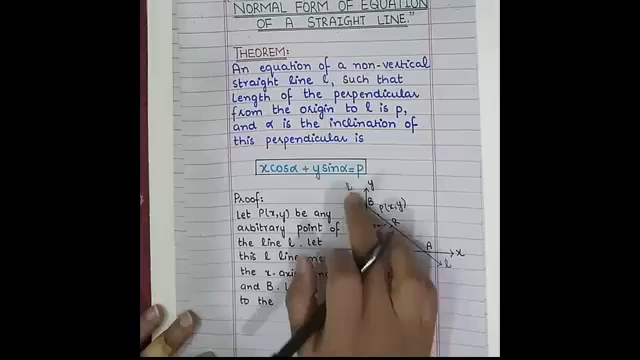 NORMAL FORM OF EQUATION
OF A STRAIGHT LINE."
THEOREM:
An equation of a non-vertical
straight line l, such that
length of the perpendicular
from the origin to l is p,
and α is the inclination of
this perpendicular is
x cosα + y sinα = p
Proof:
Let P(x,y) be any
arbitrary point of
the line l. Let
this l line
the x-axis
and B.
to the
l
y
B
P(x,y)
R
A
x
l